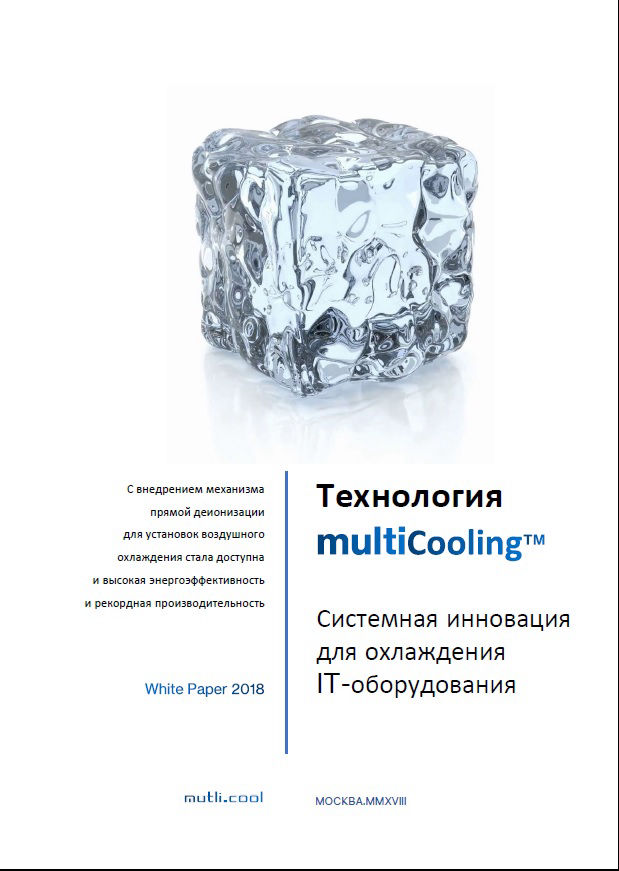 С внедрением механизма
прямой деионизации
для установок воздушного
охлаждения стала доступна
и высокая энергоэффективность
и рекордная производительность
White Paper 2018
mutli.cool
Технология
multiCooling™
Системная инновация
для охлаждения
IT-оборудования
МОСКВА.MMXVIII